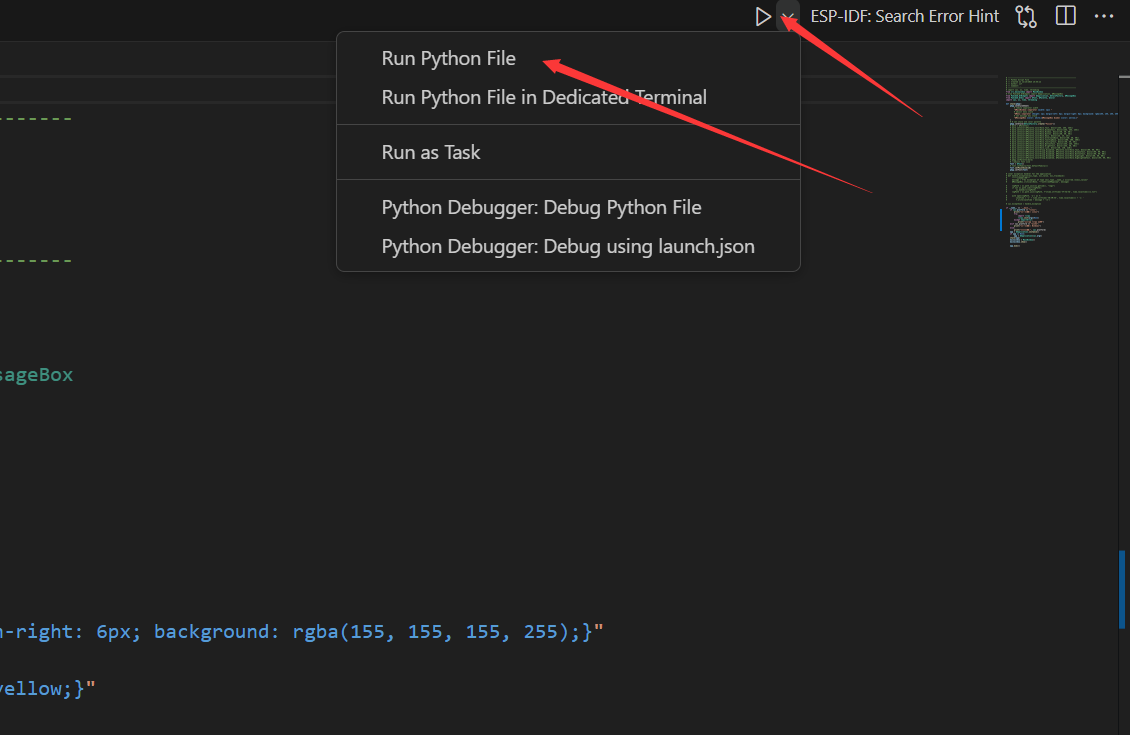 ESP-IDF: Search Error Hint
Run Python File
Run Python File in Dedicated Terminal
Run as Task
Python Debugger: Debug Python File
Python Debugger: Debug using launch.json
-------
-------
sageBox
-right: 6px; background: rgba(155, 155, 155, 255);}"
yellow;}"